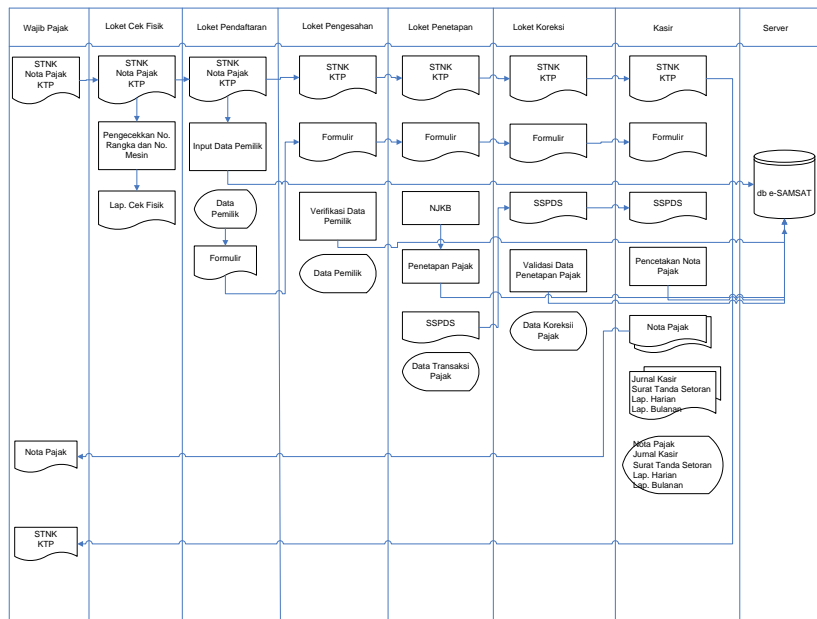 Wajib Pajak
Loket Cek Fisik
Loket Pendaftaran
Loket Pengesahan
Loket Penetapan
Loket Koreksi
Kasir
Server
STNK
Nota Pajak
KTP
STNK
Nota Pajak
KTP
STNK
Nota Pajak
KTP
STNK
KTP
STNK
KTP
STNK
KTP
STNK
KTP
Pengecekkan No.
Rangka dan No.
Mesin
Input Data Pemilik
Formulir
Formulir
Formulir
Formulir
db e-SAMSAT
Lap. Cek Fisik
Data
Pemilik
Verifikasi Data
Pemilik
NJKB
SSPDS
SSPDS
Formulir
Data Pemilik
Penetapan Pajak
Validasi Data
Penetapan Pajak
Pencetakan Nota
Pajak
SSPDS
Data Koreksii
Pajak
Nota Pajak
Data Transaksi
Pajak
Jurnal Kasir
Surat Tanda Setoran
Lap. Harian
Lap. Bulanan
Nota Pajak
Nota Pajak
Jurnal Kasir
Surat Tanda Setoran
Lap. Harian
Lap. Bulanan
STNK
KTP